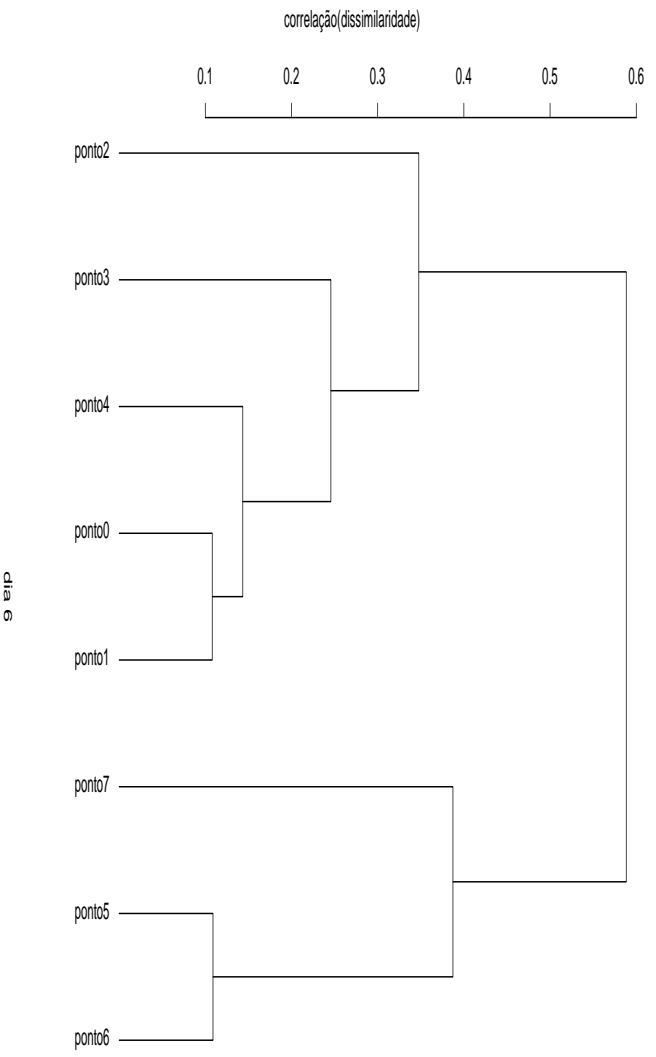 correlação(dissimilaridade)
0.1 0.2 0.3 0.4 0.5 0.6
ponto2
ponto3
ponto4
ponto0
ponto1
ponto7
ponto5
ponto6
dia 6